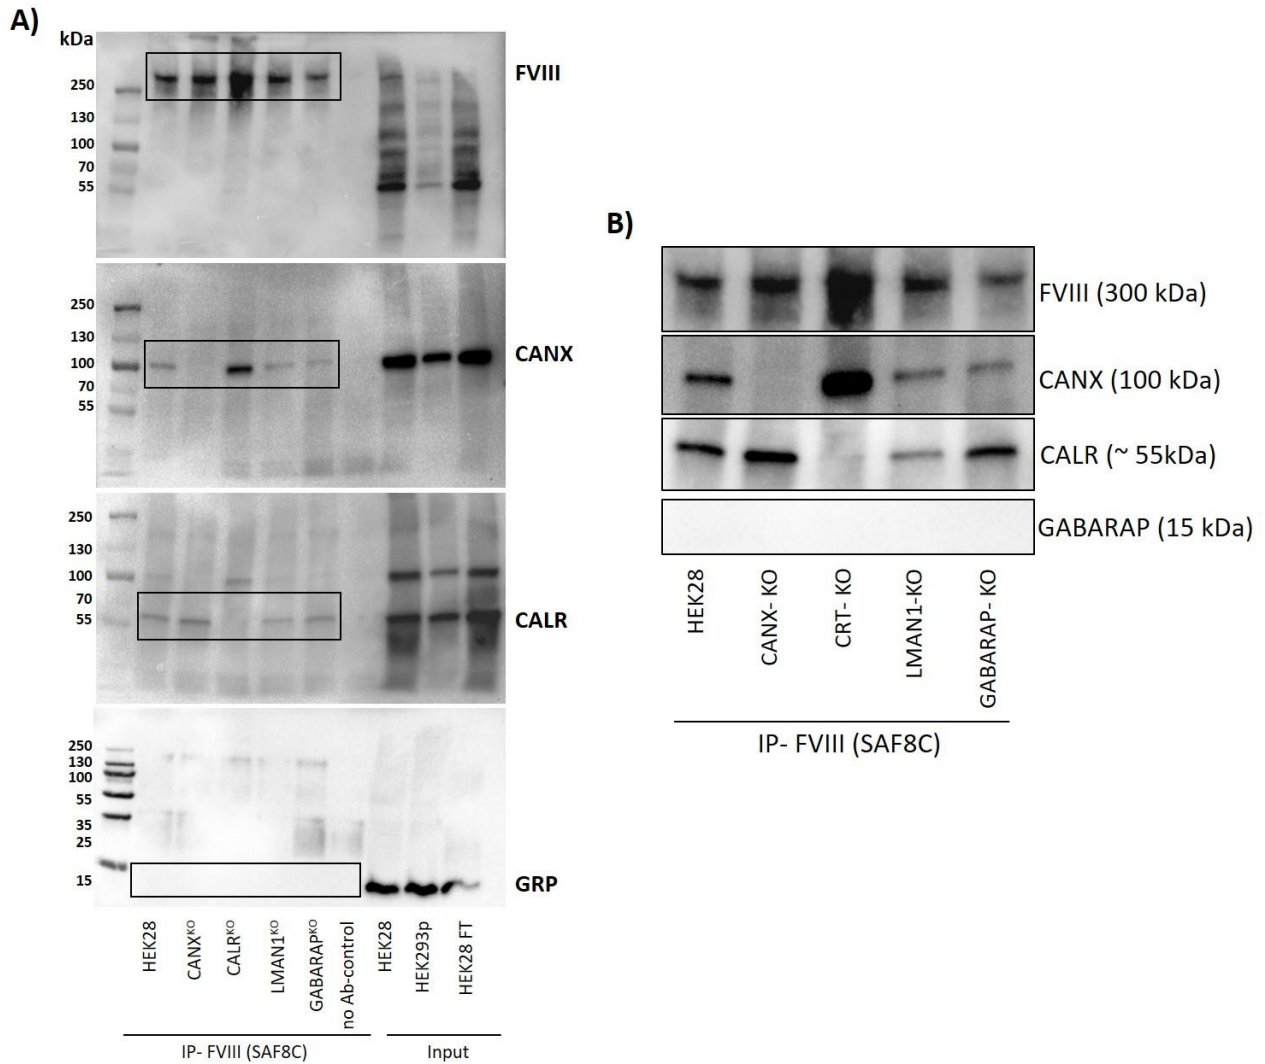 A)
kDa
250
130
100
70
55
FVIII
250
130
100
70
55
CANX
250
130
100
70
55
CALR
250
130
100
55
35
25
15
GRP
HEK28
CANXKO
CALRKO
LMAN1KO
GABARAPKO
no Ab-control
HEK28
HEK293p
HEK28 FT
IP- FVIII (SAF8C)
Input
B)
FVIII (300 kDa)
CANX (100 kDa)
CALR (~ 55kDa)
GABARAP (15 kDa)
HEK28
CANX- KO
CRT- KO
LMAN1-KO
GABARAP- KO
IP- FVIII (SAF8C)